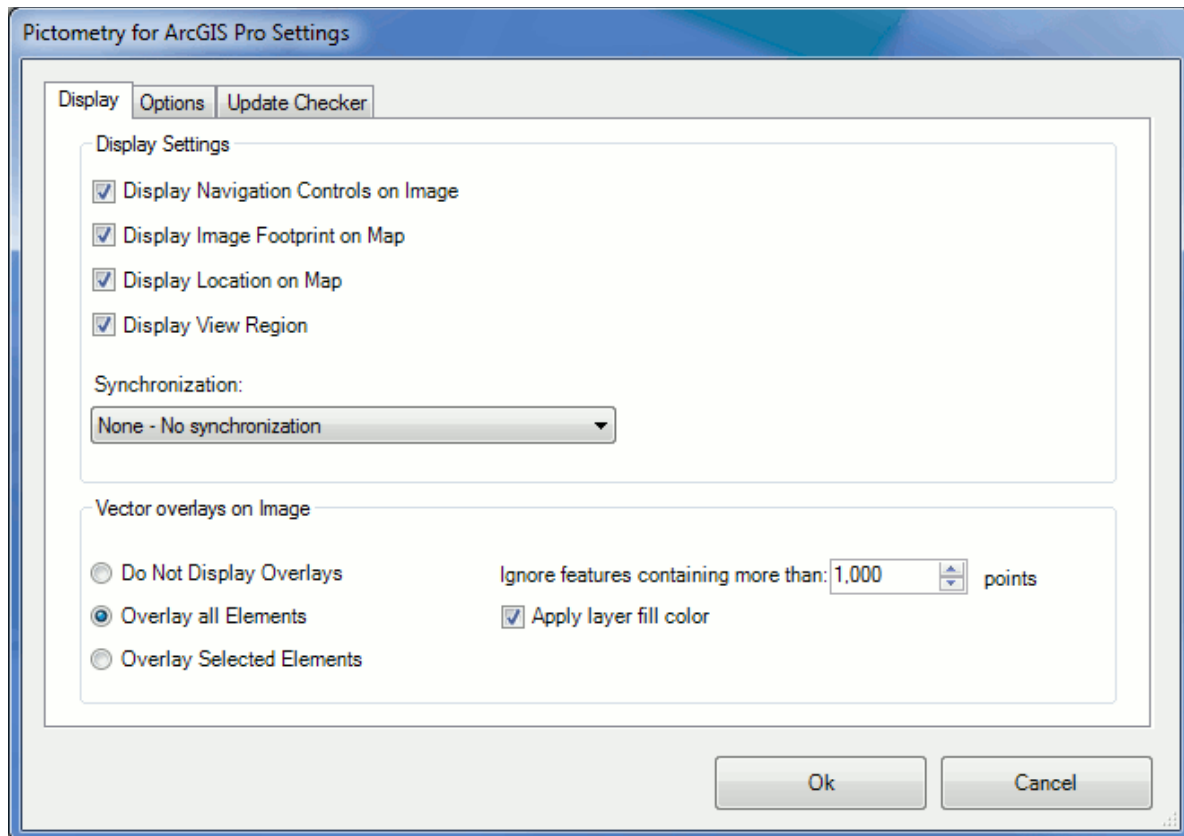 Pictometry for ArcGIS Pro Settings
Display Options Update Checker
Display Settings
Display Navigation Controls on Image
Display Image Footprint on Map
Display Location on Map
Display View Region
Synchronization:
None - No synchronization
Vector overlays on Image
Do Not Display Overlays
Ignore features containing more than: 1,000 points
Overlay all Elements
Apply layer fill color
Overlay Selected Elements
Ok Cancel